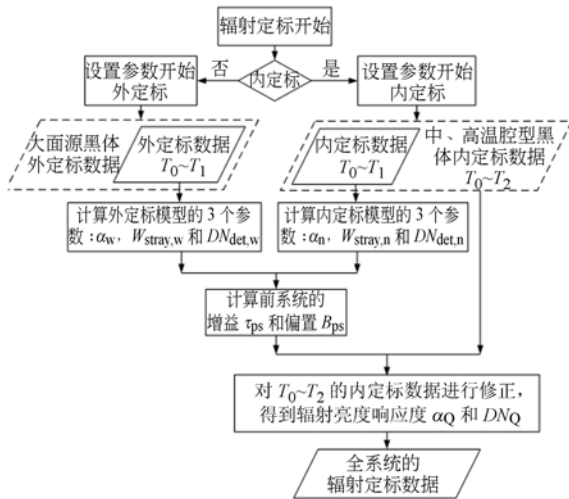 辐射定标开始
否
内定标
是
设置参数开始
外定标
设置参数开始
内定标
大面源黑体
外定标数据
外定标数据
T0~T1
内定标数据
T0~T1
中、高温腔型黑
体内定标数据
T0~T2
计算外定标模型的 3 个参
数：αw，Wstray,w 和 DNdet,w
计算内定标模型的 3 个参
数：αn，Wstray,n 和 DNdet,n
计算前系统的
增益 τps 和偏置 Bps
对 T0~T2 的内定标数据进行修正，
得到辐射亮度响应度 αQ 和 DNQ
全系统的
辐射定标数据